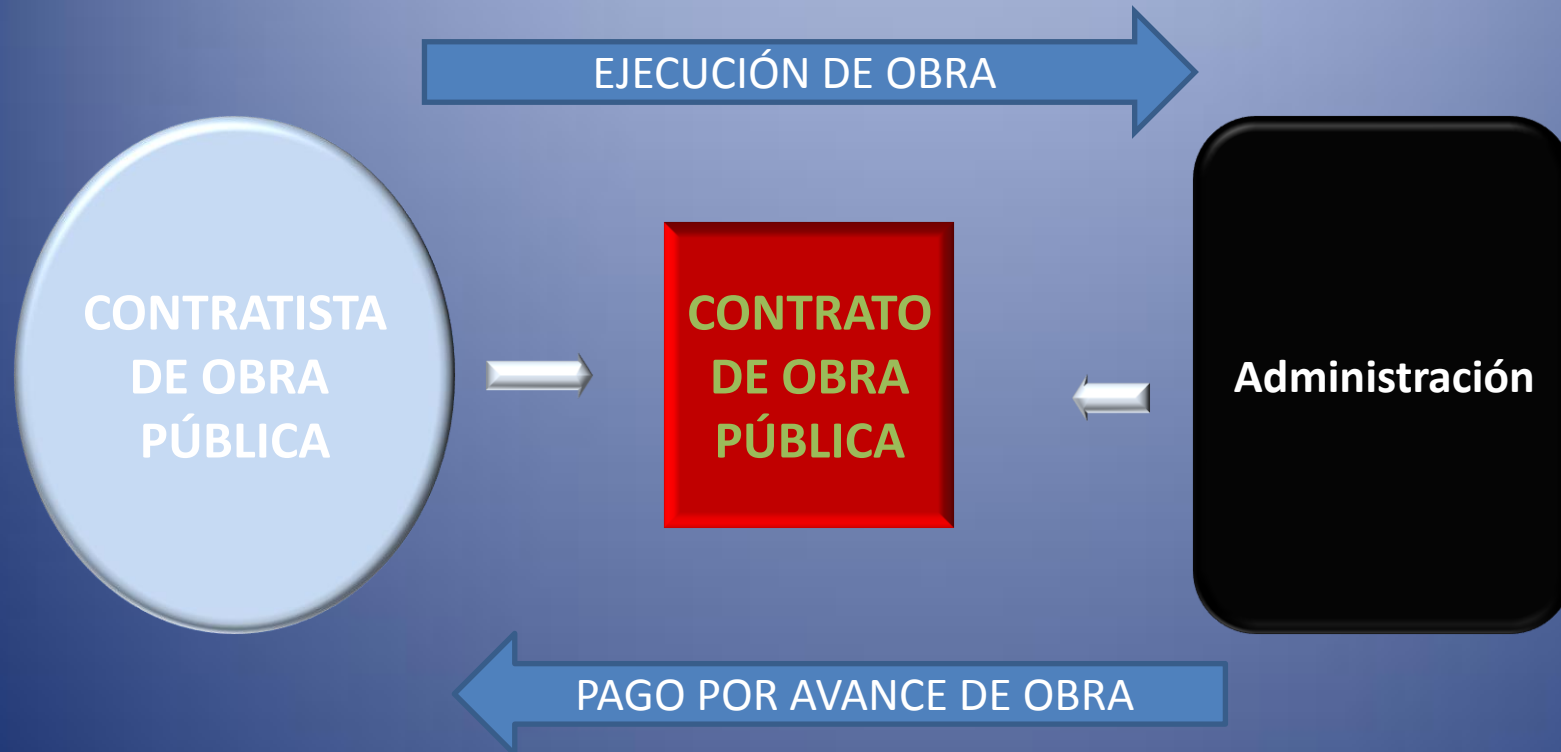 EJECUCIÓN DE OBRA
CONTRATISTA
DE OBRA
PÚBLICA
CONTRATO
DE OBRA
PÚBLICA
Administración
PAGO POR AVANCE DE OBRA